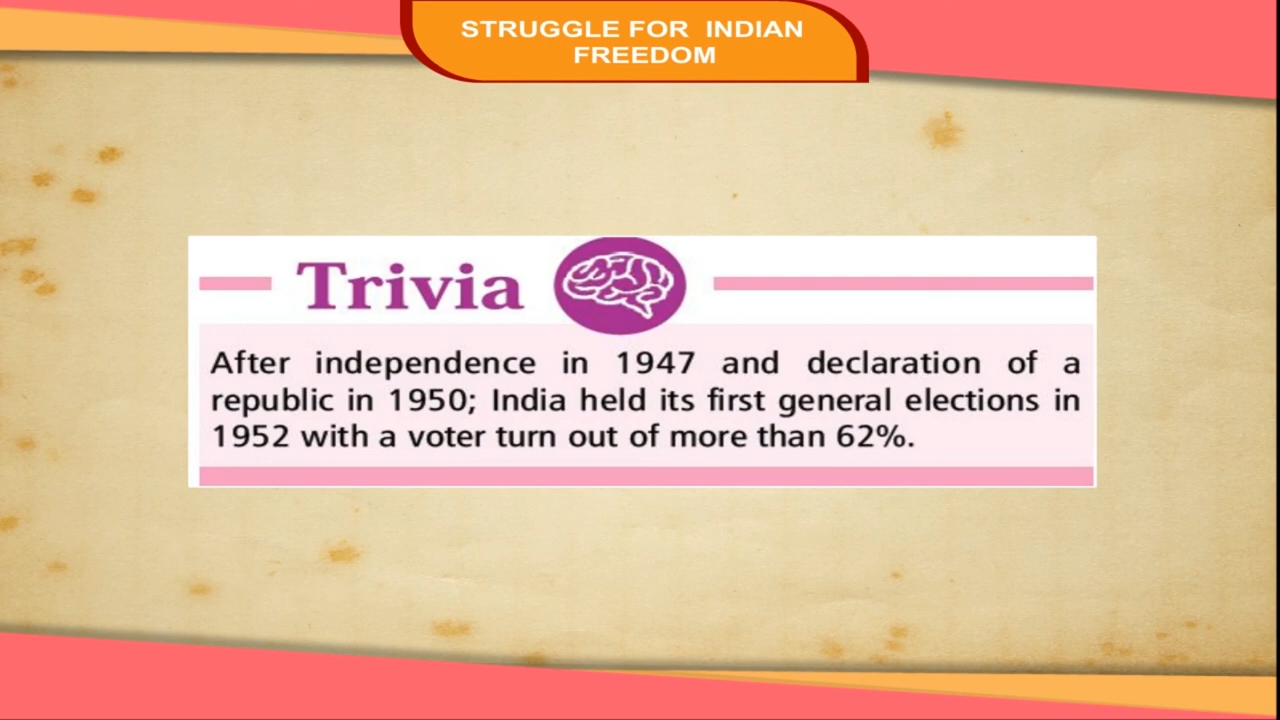 STRUGGLE FOR INDIAN
FREEDOM
Trivia
After independence in 1947 and declaration of a
republic in 1950; India held its first general elections in
1952 with a voter turn out of more than 62%.